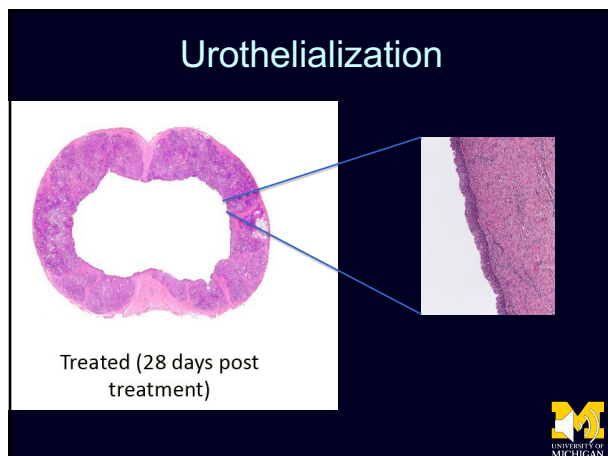 Urothelialization
Treated (28 days post
treatment)
UNIVERSITY OF
MICHIGAN